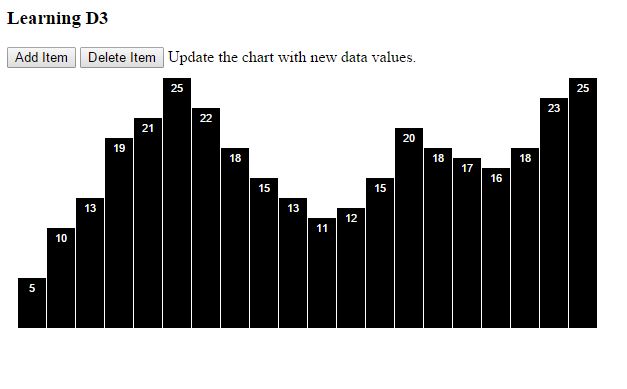 Learning D3
Add Item Delete Item Update the chart with new data values.
5 10 13 19 21 25 22 18 15 13 11 12 15 20 18 17 16 18 23 25